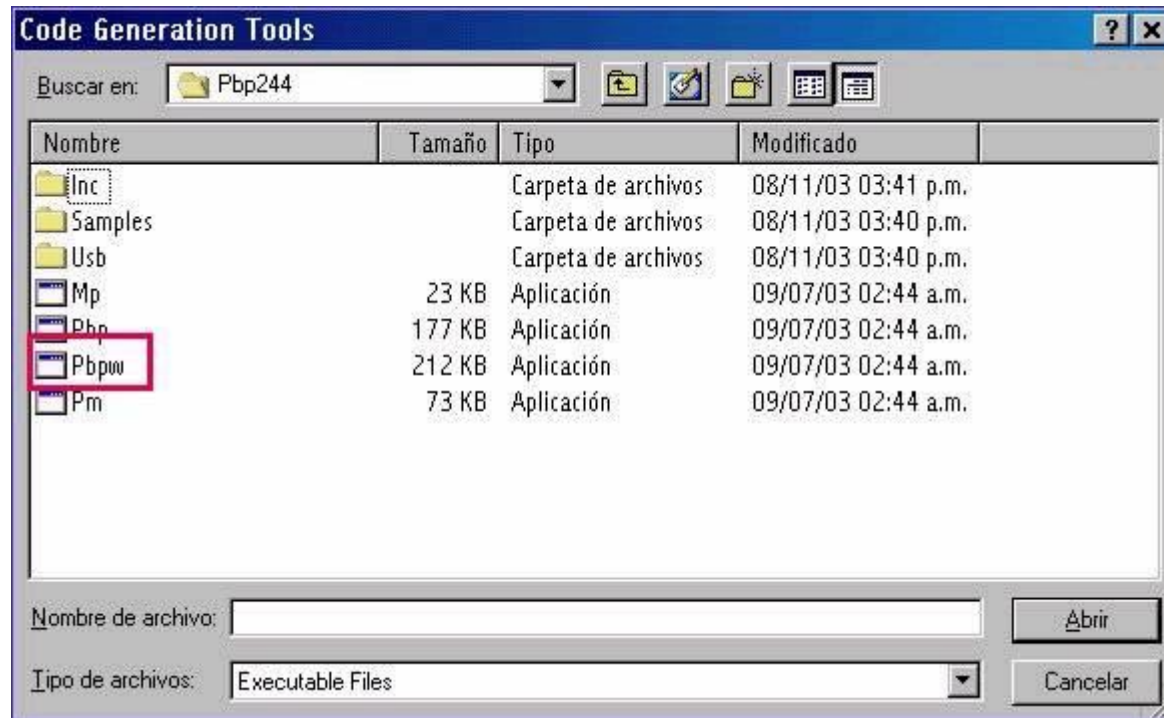 Code Generation Tools
Buscar en: Pbp244
Nombre Tamaño Tipo Modificado
Inc Carpeta de archivos 08/11/03 03:41 p.m.
Samples Carpeta de archivos 08/11/03 03:40 p.m.
Usb Carpeta de archivos 08/11/03 03:40 p.m.
Mp 23 KB Aplicación 09/07/03 02:44 a.m.
Pbp 177 KB Aplicación 09/07/03 02:44 a.m.
Pbpw 212 KB Aplicación 09/07/03 02:44 a.m.
Pm 73 KB Aplicación 09/07/03 02:44 a.m.
Nombre de archivo: Abrir
Tipo de archivos: Executable Files Cancelar